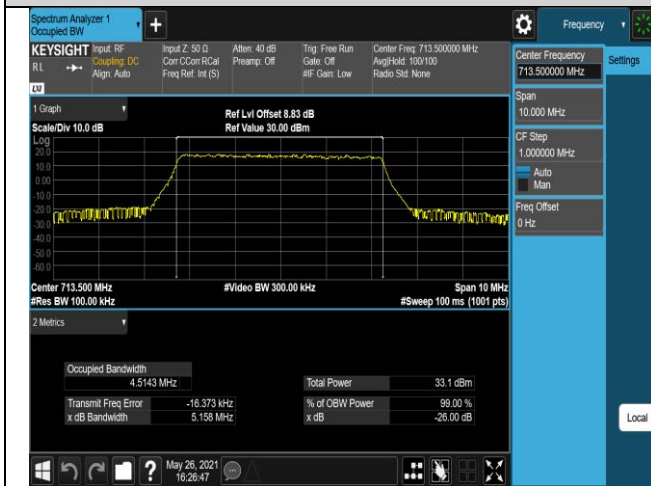 Spectrum Analyzer 1
Occupied BW
+
Frequency
KEYSIGHT
RL
LXI
Input: RF
Coupling: DC
Align: Auto
Input Z: 50 Ω
Corr CCorr RCal
Freq Ref: Int (S)
Atten: 40 dB
Preamp: Off
Trig: Free Run
Gate: Off
#IF Gain: Low
Center Freq: 713.500000 MHz
Avg|Hold: 100/100
Radio Std: None
Center Frequency
713.500000 MHz
Settings
Span
10.000 MHz
CF Step
1.000000 MHz
Auto
Man
Freq Offset
0 Hz
Local
1 Graph
Scale/Div 10.0 dB
Ref Lvl Offset 8.83 dB
Ref Value 30.00 dBm
Log
20.0
10.0
0.00
-10.0
-20.0
-30.0
-40.0
-50.0
-60.0
Center 713.500 MHz
#Res BW 100.00 kHz
#Video BW 300.00 kHz
Span 10 MHz
#Sweep 100 ms (1001 pts)
2 Metrics
Occupied Bandwidth
4.5143 MHz
Total Power 33.1 dBm
Transmit Freq Error -16.373 kHz
% of OBW Power 99.00 %
x dB Bandwidth 5.158 MHz
x dB -26.00 dB
?
May 26, 2021
16:26:47